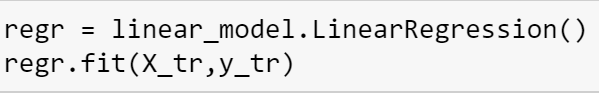 regr = linear_model.LinearRegression()
regr.fit(X_tr,y_tr)